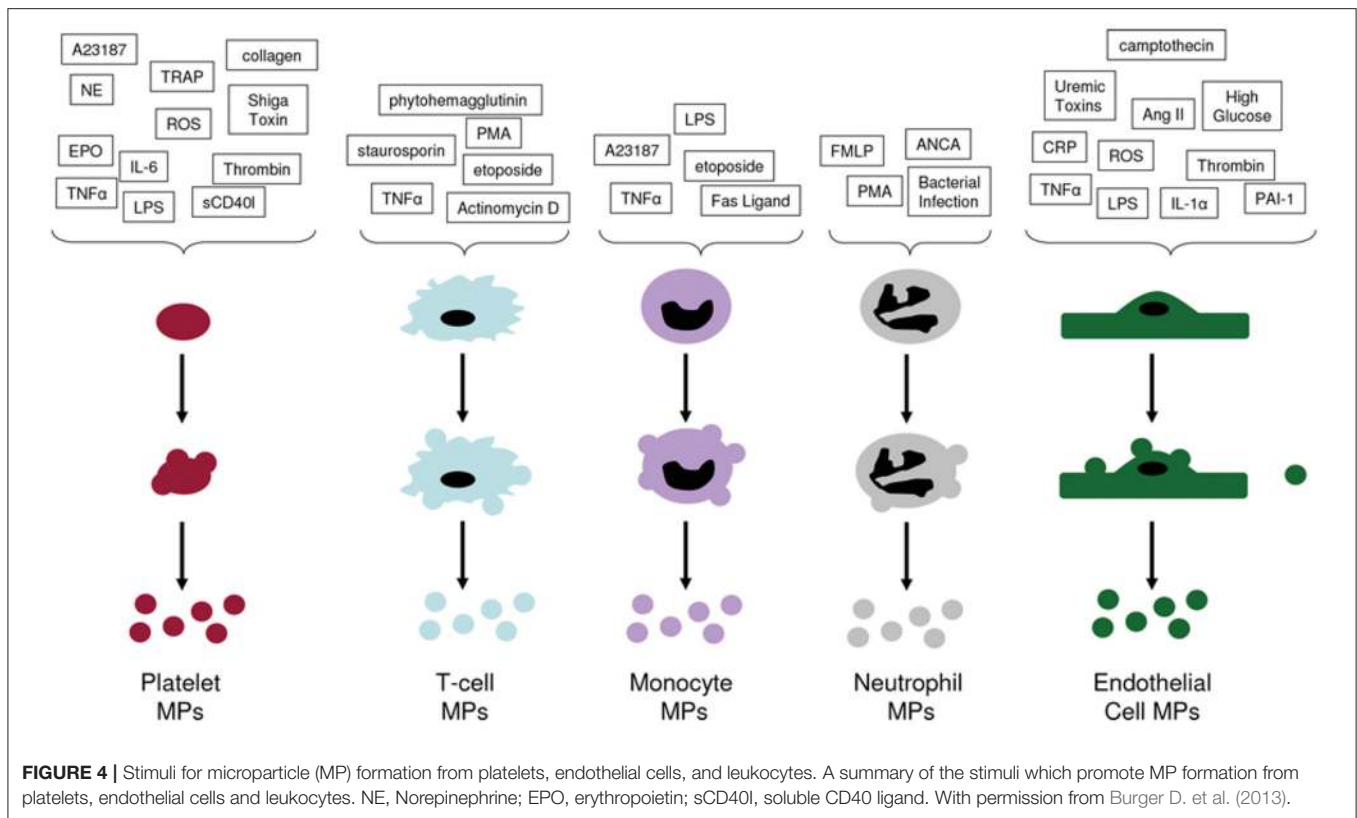 A23187
collagen
TRAP
NE
Shiga
Toxin
ROS
EPO
IL-6
Thrombin
TNFα
LPS
sCD40l
phytohemagglutinin
PMA
staurosporin
etoposide
TNFα
Actinomycin D
LPS
A23187
etoposide
TNFα
Fas Ligand
FMLP
ANCA
PMA
Bacterial
Infection
camptothecin
Uremic
Toxins
Ang II
High
Glucose
CRP
ROS
Thrombin
TNFα
LPS
IL-1α
PAI-1
Platelet
MPs
T-cell
MPs
Monocyte
MPs
Neutrophil
MPs
Endothelial
Cell MPs
FIGURE 4 | Stimuli for microparticle (MP) formation from platelets, endothelial cells, and leukocytes. A summary of the stimuli which promote MP formation from
platelets, endothelial cells and leukocytes. NE, Norepinephrine; EPO, erythropoietin; sCD40l, soluble CD40 ligand. With permission from Burger D. et al. (2013).